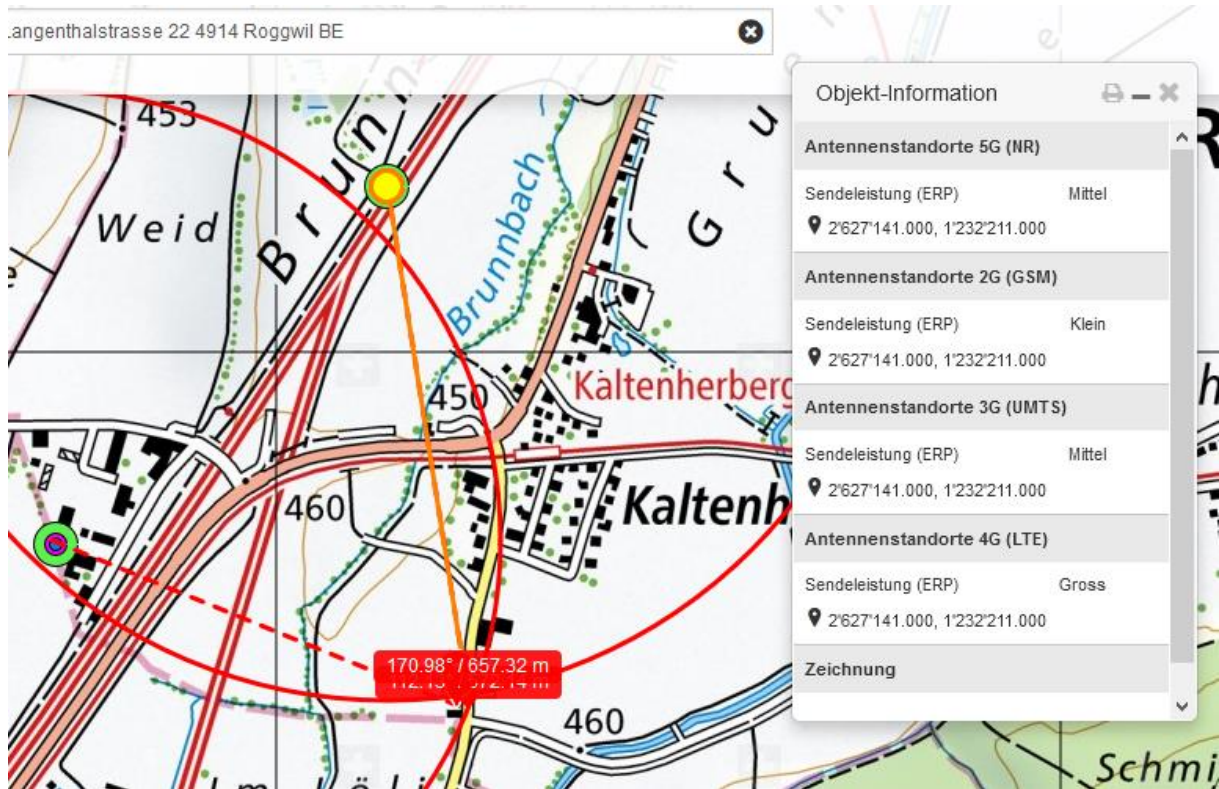 Langenthalstrasse 22 4914 Roggwil BE
Objekt-Information
Antennenstandorte 5G (NR)
Sendeleistung (ERP) Mittel
2'627'141.000, 1'232'211.000
Antennenstandorte 2G (GSM)
Sendeleistung (ERP) Klein
2'627'141.000, 1'232'211.000
Antennenstandorte 3G (UMTS)
Sendeleistung (ERP) Mittel
2'627'141.000, 1'232'211.000
Antennenstandorte 4G (LTE)
Sendeleistung (ERP) Gross
2'627'141.000, 1'232'211.000
Zeichnung
453
Weid
Brunn
Brunnbach
Gru
450
Kaltenherberg
460
Kaltenh
170.98° / 657.32 m
460
Schmi